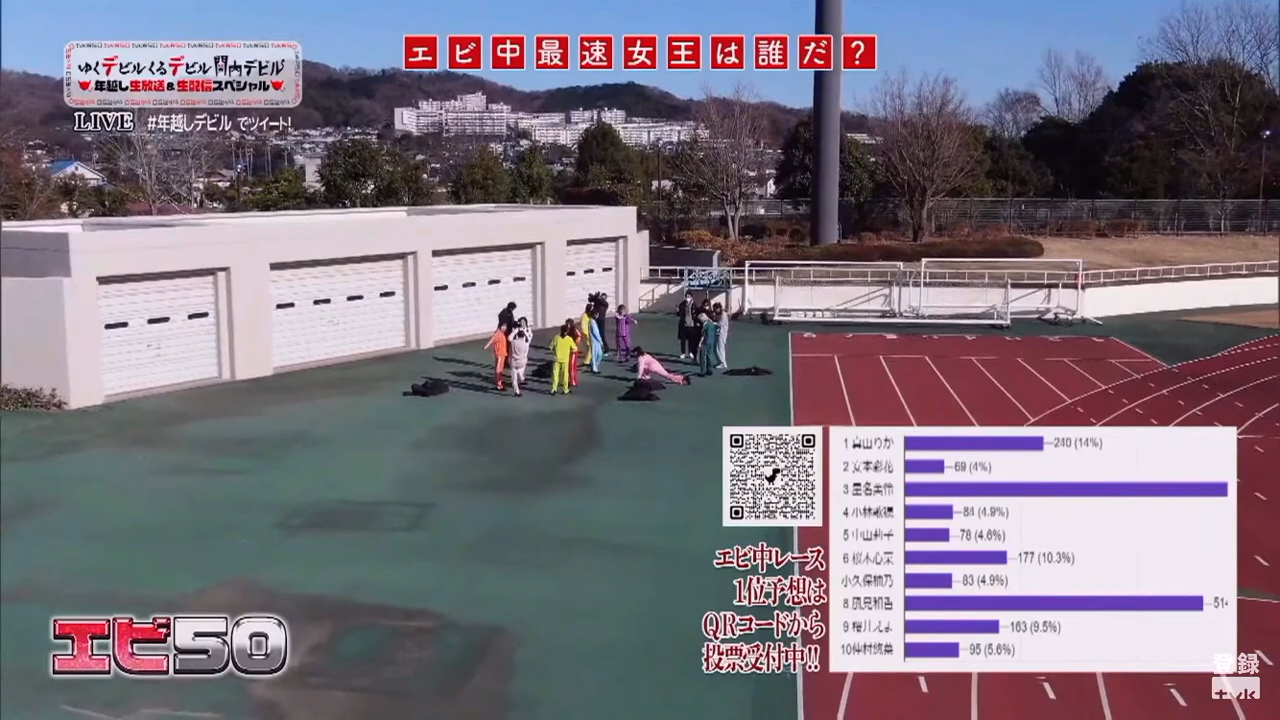 エビ中最速女王は誰だ?
ゆくデビルくるデビル 関内デビル
年越し生放送&生配信スペシャル
LIVE #年越しデビル でツイート!
1 真山りか 240 (14%)
2 安本彩花 69 (4%)
3 星名美怜
4 小林歌穂 84 (4.9%)
5 中山莉子 78 (4.6%)
6 桜木心菜 177 (10.3%)
小久保柚乃 83 (4.9%)
8 風見和香 514
9 桜井えま 163 (9.5%)
10 仲村悠菜 95 (5.6%)
エビ中レース
1位予想は
QRコードから
投票受付中!!
エビ50
登録